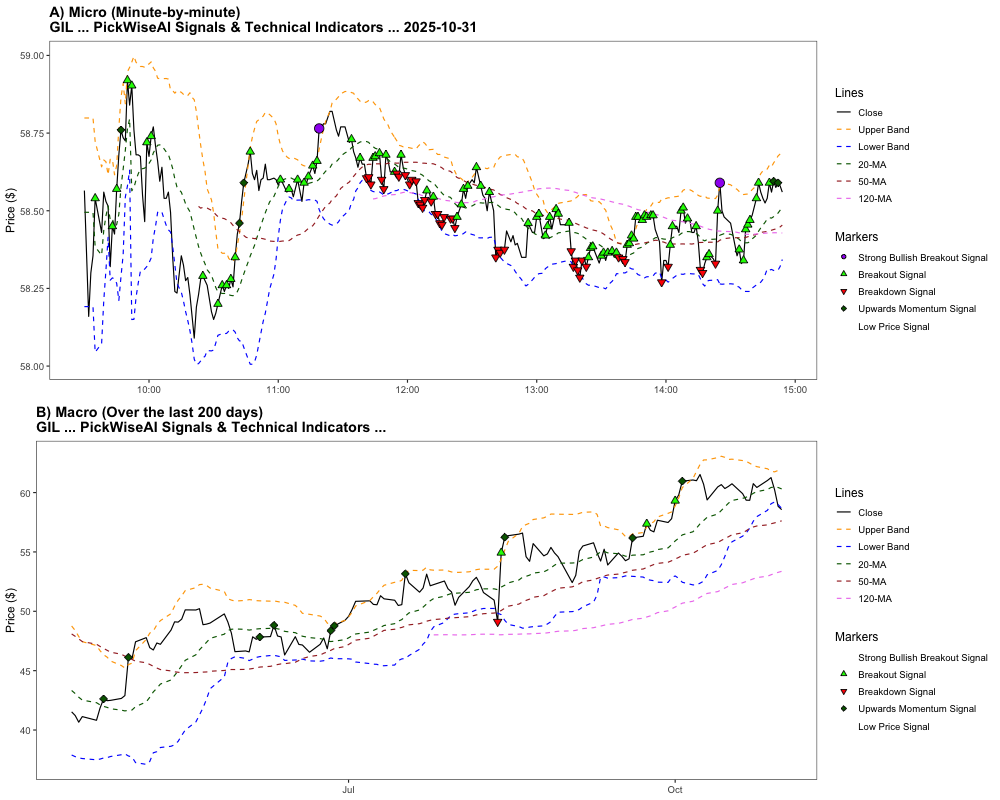 A) Micro (Minute-by-minute)
GIL ... PickWiseAI Signals & Technical Indicators ... 2025-10-31
Price ($)
59.00
58.75
58.50
58.25
58.00
10:00
11:00
12:00
13:00
14:00
15:00
Lines
Close
Upper Band
Lower Band
20-MA
50-MA
120-MA
Markers
Strong Bullish Breakout Signal
Breakout Signal
Breakdown Signal
Upwards Momentum Signal
Low Price Signal
B) Macro (Over the last 200 days)
GIL ... PickWiseAI Signals & Technical Indicators ...
Price ($)
60
55
50
45
40
Jul
Oct
Lines
Close
Upper Band
Lower Band
20-MA
50-MA
120-MA
Markers
Strong Bullish Breakout Signal
Breakout Signal
Breakdown Signal
Upwards Momentum Signal
Low Price Signal